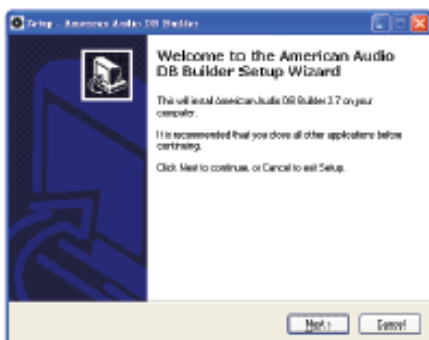 Setup - American Audio DB Builder
Welcome to the American Audio
DB Builder Setup Wizard
This will install American Audio DB Builder 2.7 on your
computer.
It is recommended that you close all other applications before
continuing.
Click Next to continue, or Cancel to exit Setup.
Next >
Cancel